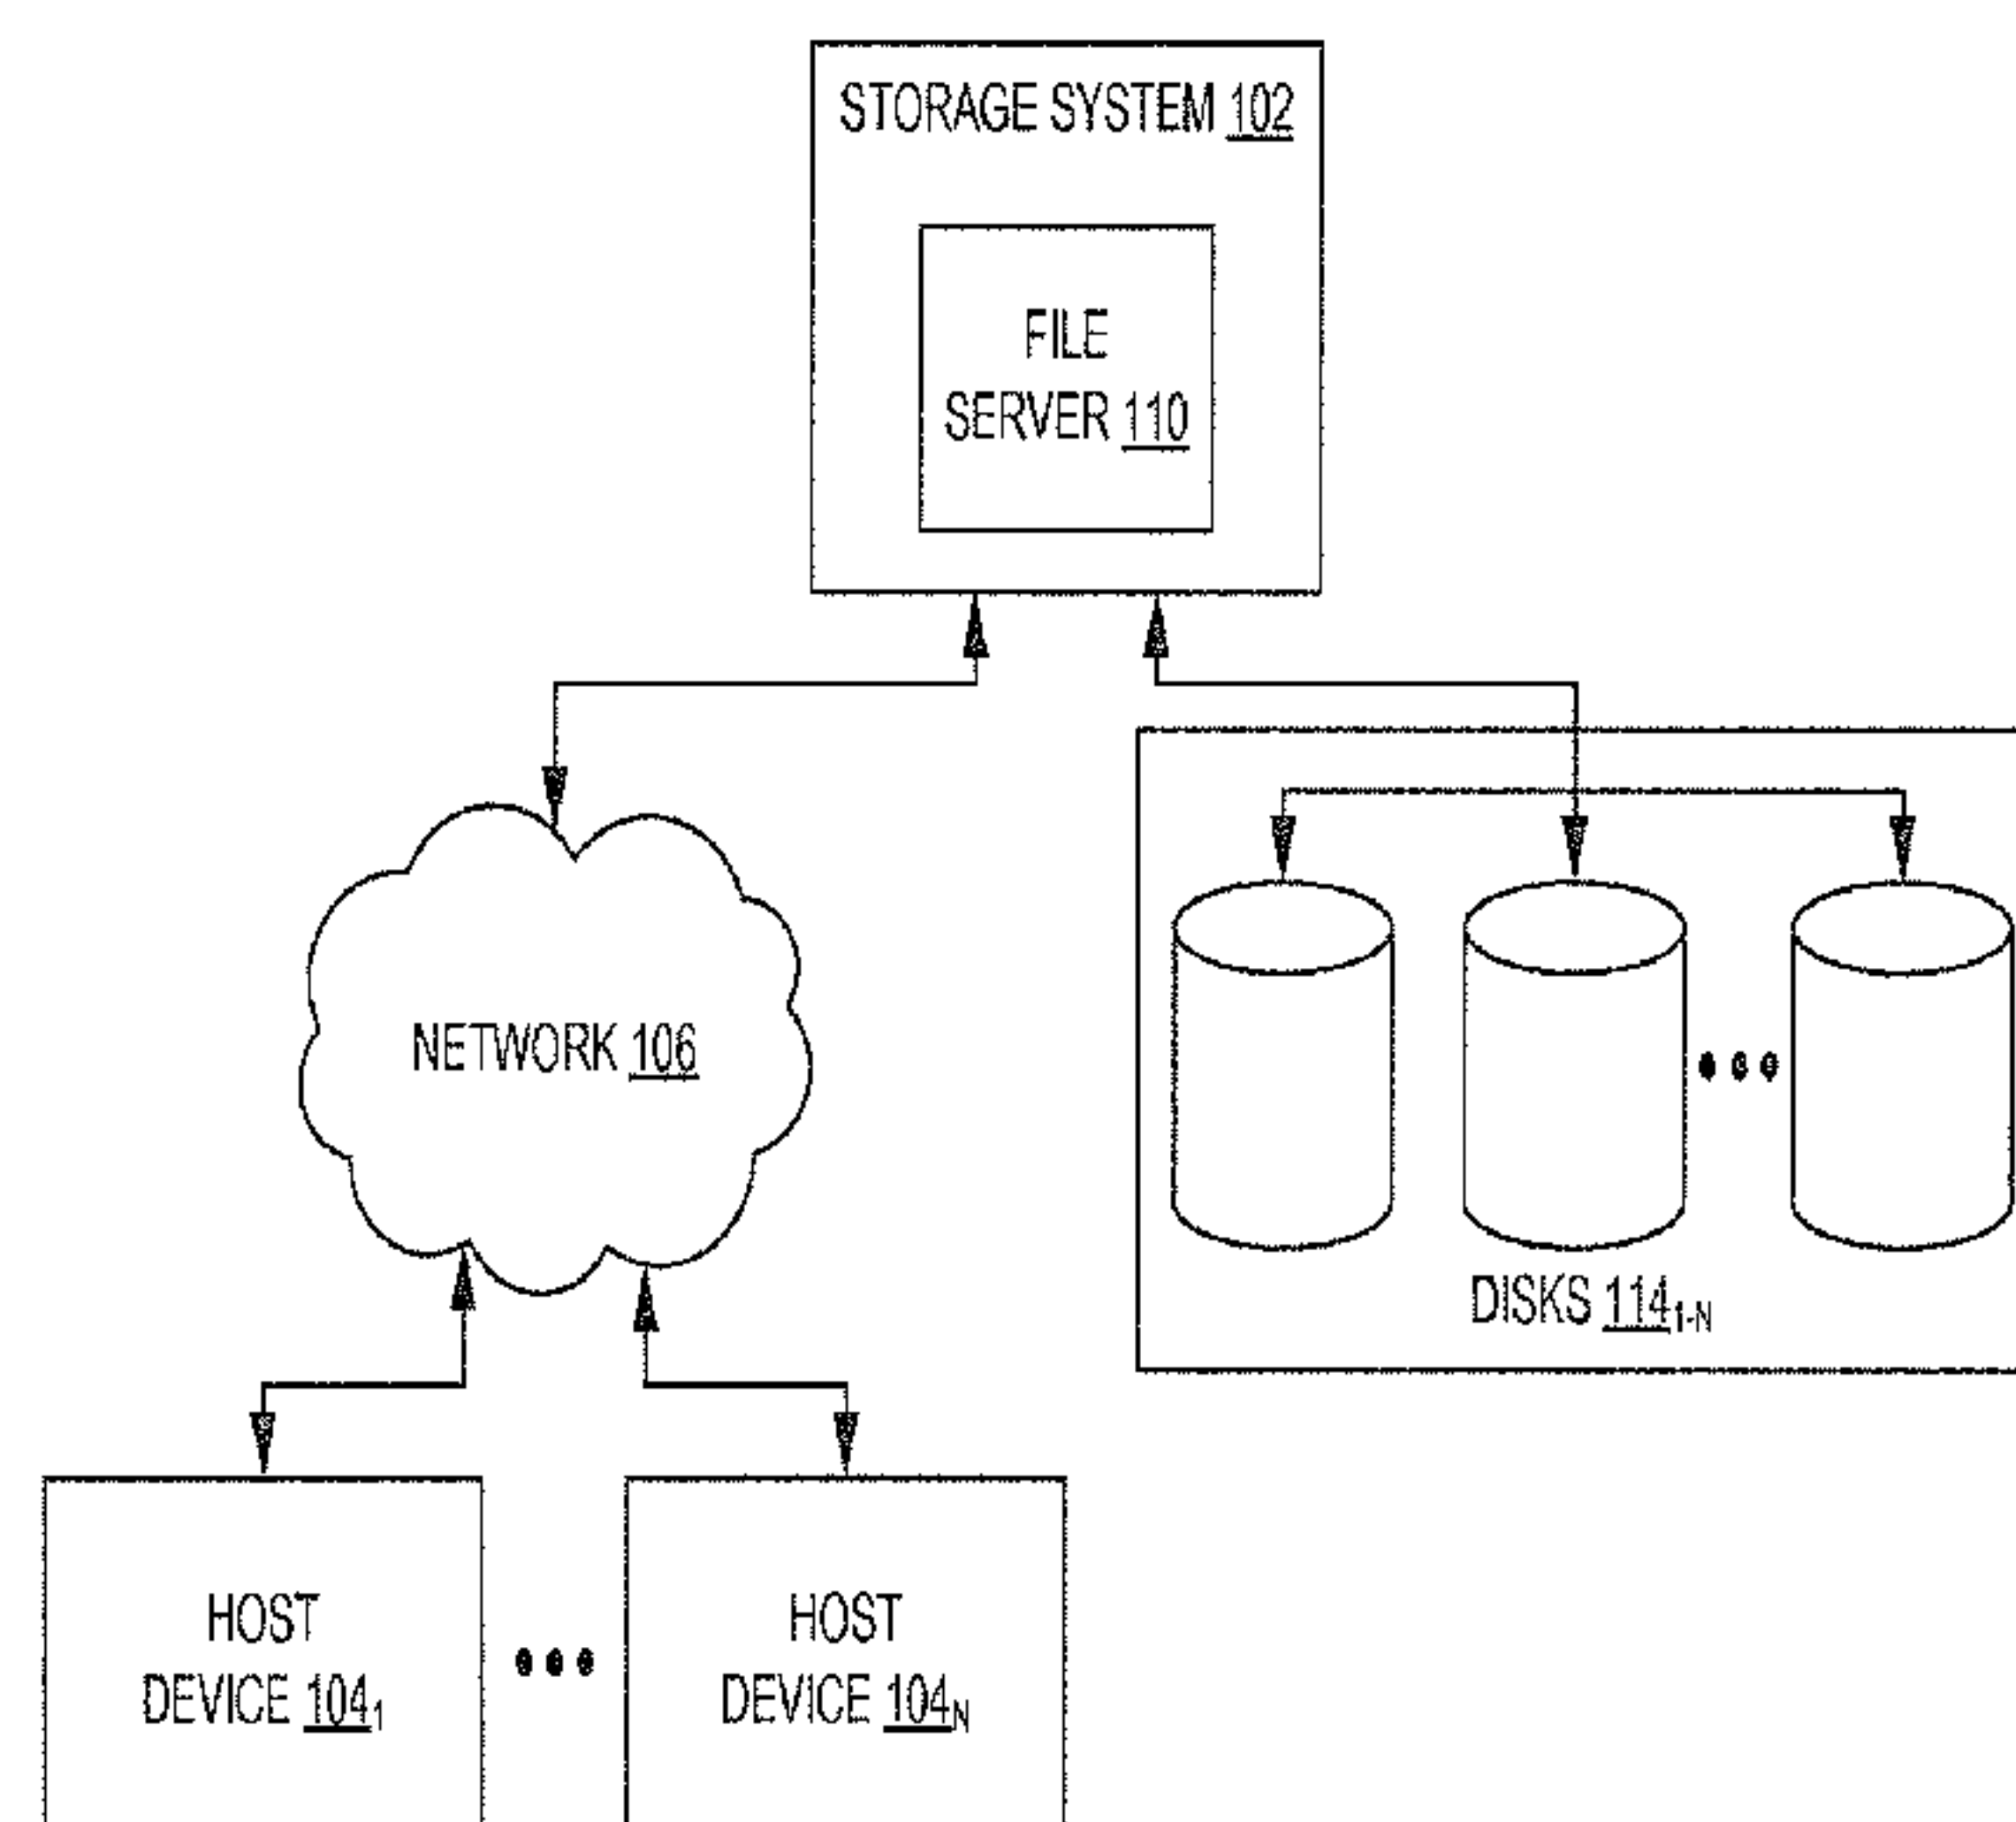 STORAGE SYSTEM 102
FILE
SERVER 110
NETWORK 106
DISKS 114₁₋N
HOST
DEVICE 104₁
HOST
DEVICE 104N